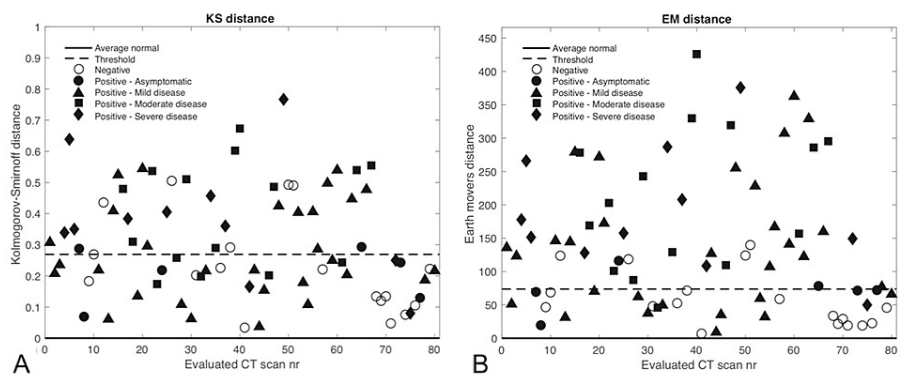 KS distance
1
0.9
0.8
0.7
0.6
0.5
0.4
0.3
0.2
0.1
0
Kolmogorov-Smirnoff distance
Average normal
Threshold
Negative
Positive - Asymptomatic
Positive - Mild disease
Positive - Moderate disease
Positive - Severe disease
0 10 20 30 40 50 60 70 80
Evaluated CT scan nr
A
EM distance
450
400
350
300
250
200
150
100
50
0
Earth movers distance
Average normal
Threshold
Negative
Positive - Asymptomatic
Positive - Mild disease
Positive - Moderate disease
Positive - Severe disease
0 10 20 30 40 50 60 70 80
Evaluated CT scan nr
B